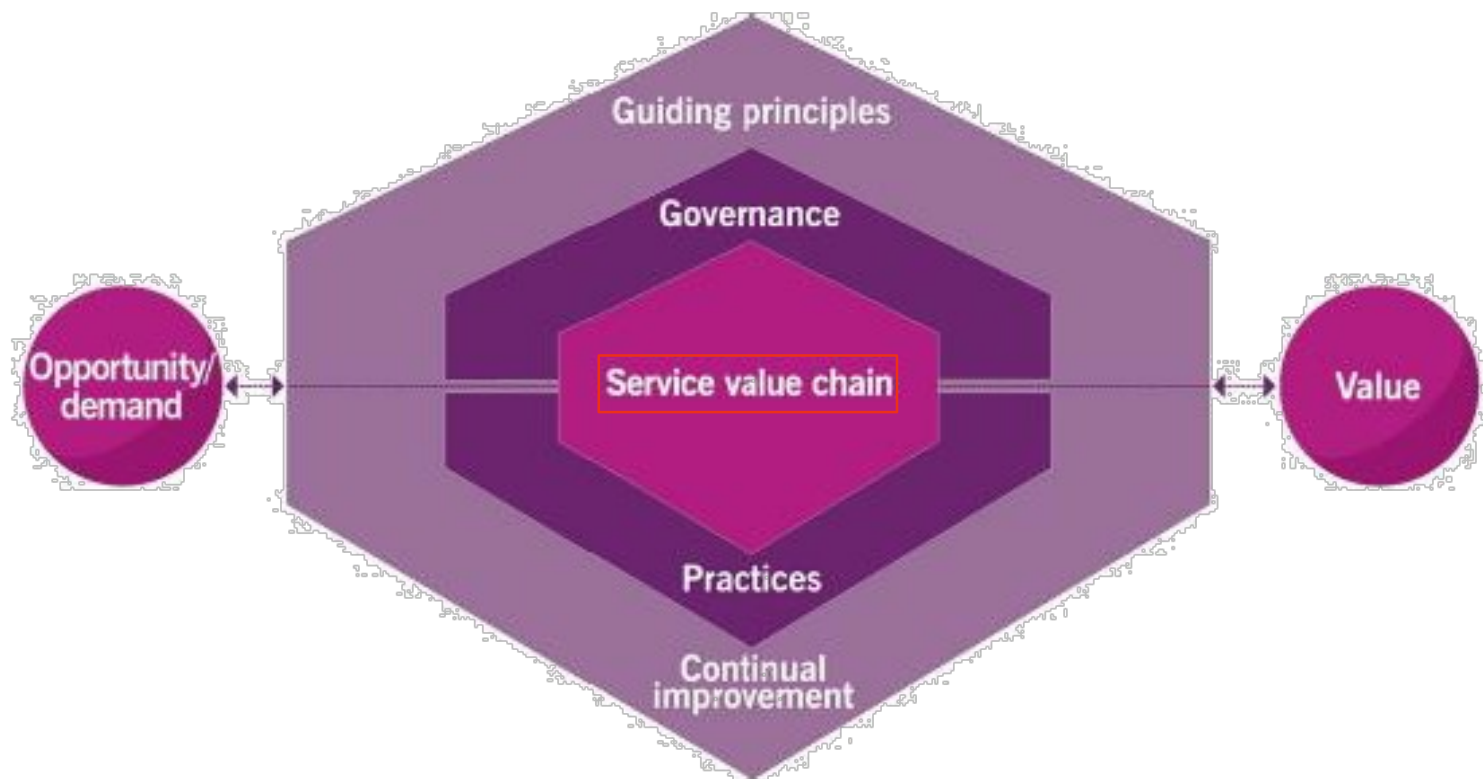 Guiding principles
Governance
Opportunity/
demand
Service value chain
Value
Practices
Continual
improvement